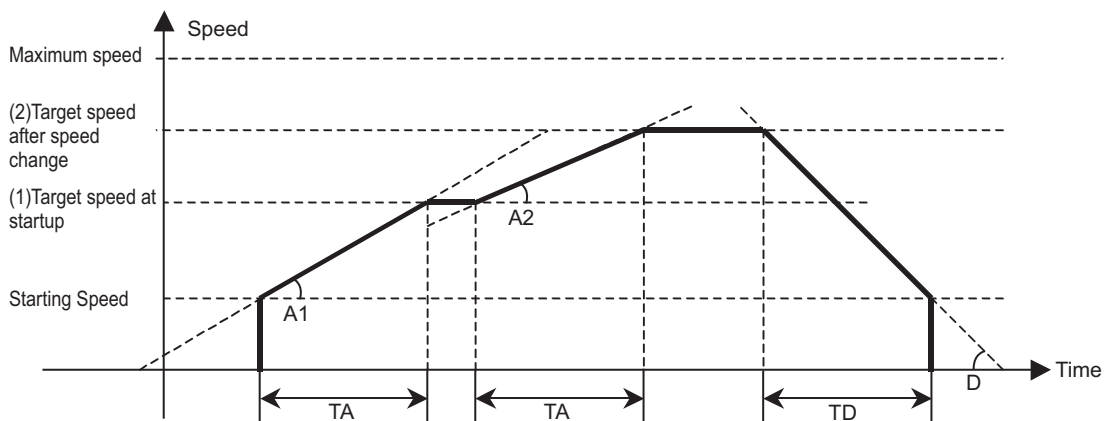 Speed
Maximum speed
(2)Target speed
after speed
change
(1)Target speed at
startup
A2
Starting Speed
A1
Time
D
TA
TA
TD